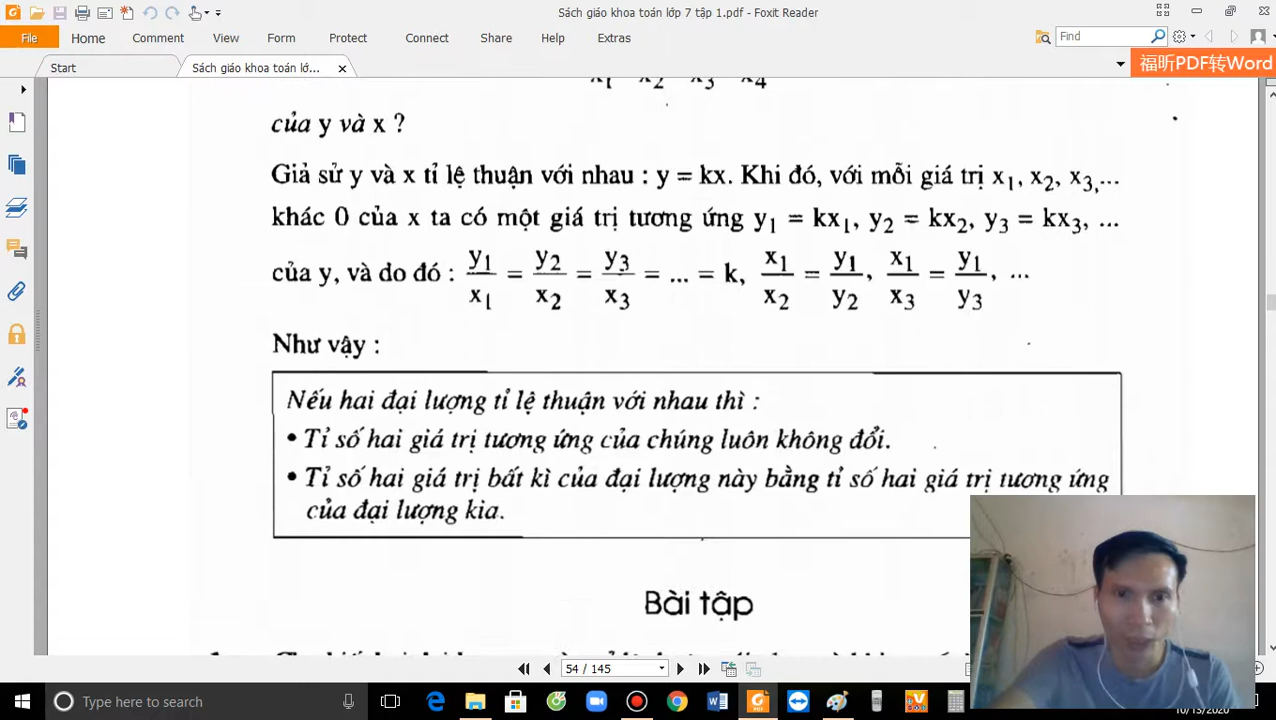 Sách giáo khoa toán lớp 7 tập 1.pdf - Foxit Reader
File Home Comment View Form Protect Connect Share Help Extras Find
Start Sách giáo khoa toán lớ... 福昕PDF转Word
x1 x2 x3 x4
của y và x ?
Giả sử y và x tỉ lệ thuận với nhau : y = kx. Khi đó, với mỗi giá trị x1, x2, x3,...
khác 0 của x ta có một giá trị tương ứng y1 = kx1, y2 = kx2, y3 = kx3, ...
của y, và do đó : y1/x1 = y2/x2 = y3/x3 = ... = k, x1/x2 = y1/y2, x1/x3 = y1/y3, ...
Như vậy :
Nếu hai đại lượng tỉ lệ thuận với nhau thì :
• Tỉ số hai giá trị tương ứng của chúng luôn không đổi.
• Tỉ số hai giá trị bất kì của đại lượng này bằng tỉ số hai giá trị tương ứng
của đại lượng kia.
Bài tập
54 / 145
Type here to search
10/13/2020